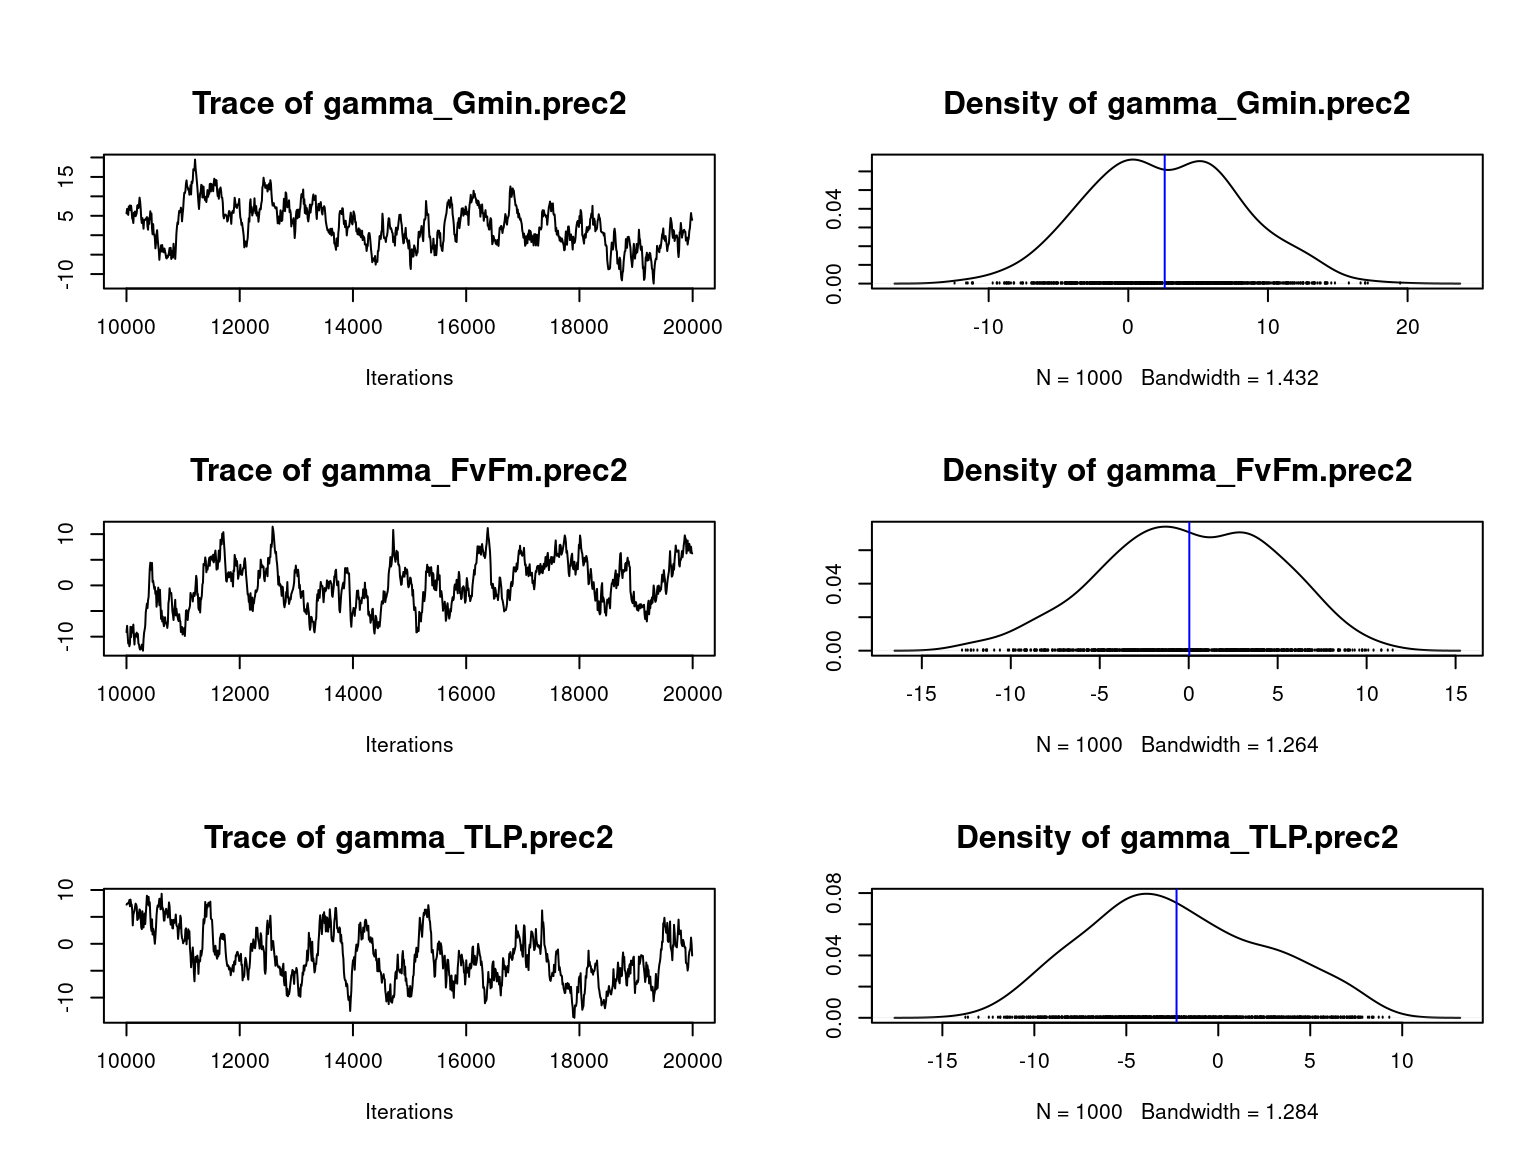 Trace of gamma_Gmin.prec2
15
5
-10
10000 12000 14000 16000 18000 20000
Iterations
Density of gamma_Gmin.prec2
0.04
0.00
-10 0 10 20
N = 1000 Bandwidth = 1.432
Trace of gamma_FvFm.prec2
10
0
-10
10000 12000 14000 16000 18000 20000
Iterations
Density of gamma_FvFm.prec2
0.04
0.00
-15 -10 -5 0 5 10 15
N = 1000 Bandwidth = 1.264
Trace of gamma_TLP.prec2
10
0
-10
10000 12000 14000 16000 18000 20000
Iterations
Density of gamma_TLP.prec2
0.08
0.04
0.00
-15 -10 -5 0 5 10
N = 1000 Bandwidth = 1.284